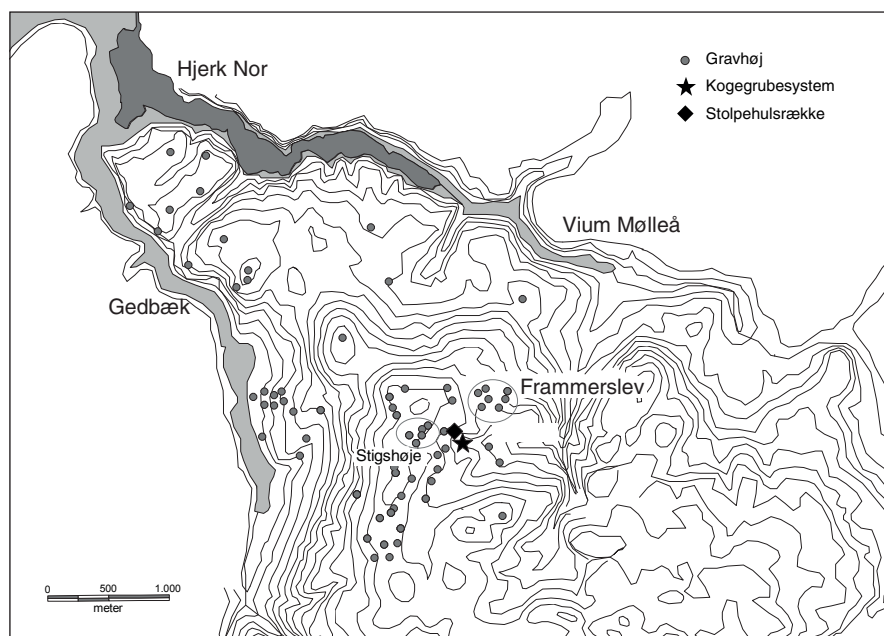 Hjerk Nor
Gravhøj
Kogegrubesystem
Stolpehulsrække
Vium Mølleå
Gedbæk
Frammerslev
Stigshøje
0 500 1.000
meter